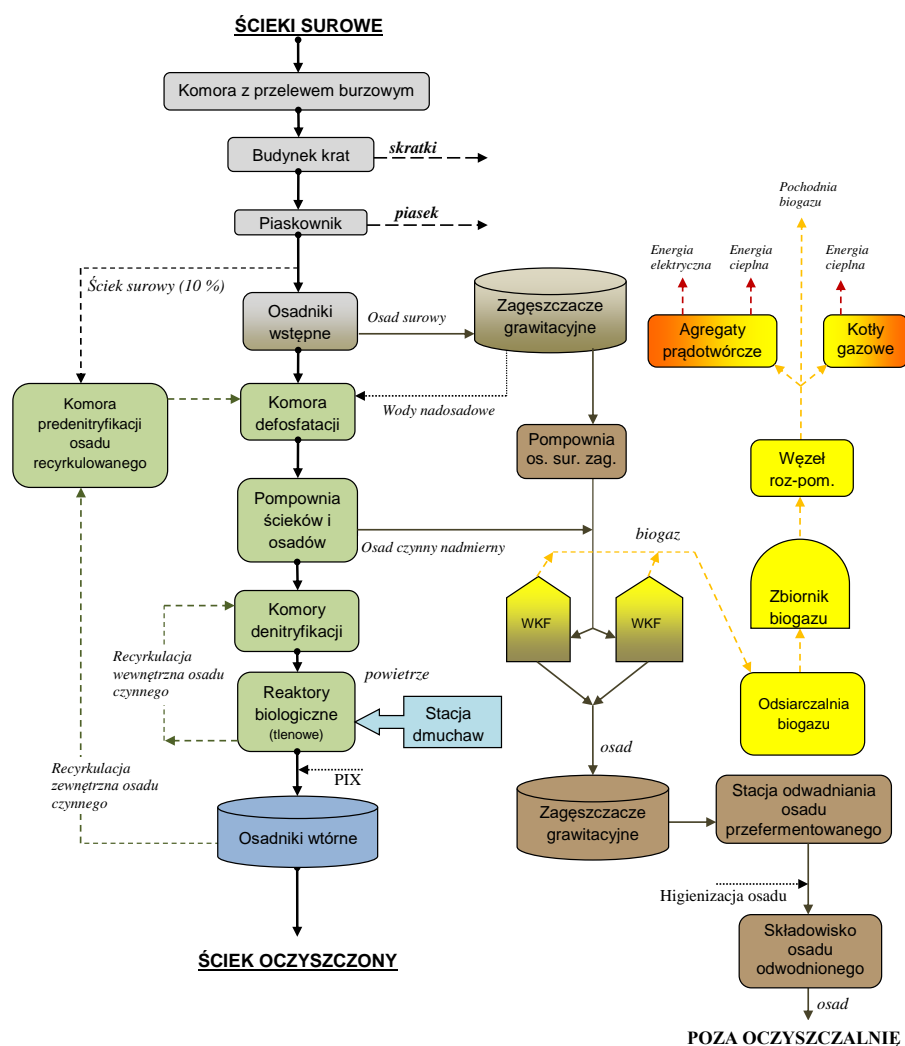 ŚCIEKI SUROWE
Komora z przelewem burzowym
Budynek krat
skratki
Piaskownik
piasek
Ściek surowy (10 %)
Osadniki
wstępne
Osad surowy
Zagęszczacze
grawitacyjne
Komora
predenitryfikacji
osadu
recyrkulowanego
Komora
defosfatacji
Wody nadosadowe
Pompownia
os. sur. zag.
Pompownia
ścieków i
osadów
Osad czynny nadmierny
Komory
denitryfikacji
Recyrkulacja
wewnętrzna osadu
czynnego
Reaktory
biologiczne
(tlenowe)
powietrze
Stacja
dmuchaw
PIX
Recyrkulacja
zewnętrzna osadu
czynnego
Osadniki wtórne
ŚCIEK OCZYSZCZONY
WKF
WKF
biogaz
osad
Zagęszczacze
grawitacyjne
Pochodnia
biogazu
Energia
elektryczna
Energia
cieplna
Energia
cieplna
Agregaty
prądotwórcze
Kotły
gazowe
Węzeł
roz-pom.
Zbiornik
biogazu
Odsiarczalnia
biogazu
Stacja odwadniania
osadu
przefermentowanego
Higienizacja osadu
Składowisko
osadu
odwodnionego
osad
POZA OCZYSZCZALNIĘ